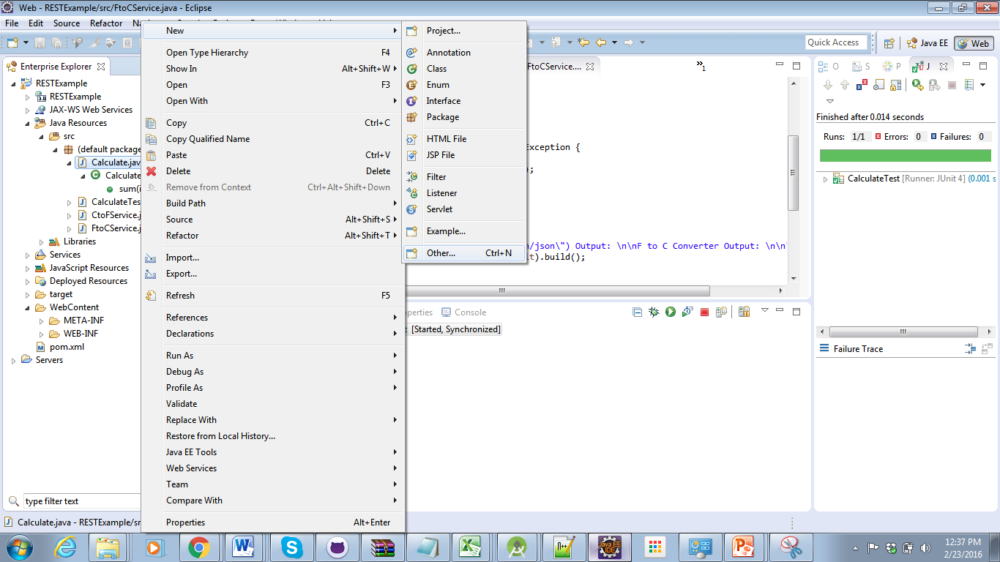 Web - RESTExample/src/FtoCService.java - Eclipse
File Edit Source Refactor
Quick Access
Java EE
Web
Enterprise Explorer
RESTExample
RESTExample
JAX-WS Web Services
Java Resources
src
(default package
Calculate.jav
Calculate
sum(i
CalculateTes
CtoFService.j
FtoCService.j
Libraries
Services
JavaScript Resources
Deployed Resources
target
WebContent
META-INF
WEB-INF
pom.xml
Servers
type filter text
Calculate.java - RESTExample/sr
New
Open Type Hierarchy F4
Show In Alt+Shift+W
Open F3
Open With
Copy Ctrl+C
Copy Qualified Name
Paste Ctrl+V
Delete Delete
Remove from Context Ctrl+Alt+Shift+Down
Build Path
Source Alt+Shift+S
Refactor Alt+Shift+T
Import...
Export...
Refresh F5
References
Declarations
Run As
Debug As
Profile As
Validate
Replace With
Restore from Local History...
Java EE Tools
Web Services
Team
Compare With
Properties Alt+Enter
Project...
Annotation
Class
Enum
Interface
Package
HTML File
JSP File
Filter
Listener
Servlet
Example...
Other... Ctrl+N
FtoCService....
»1
Exception {
);
n/json\") Output: \n\nF to C Converter Output: \n\n'
t).build();
operties Console
: [Started, Synchronized]
O S P J
Finished after 0.014 seconds
Runs: 1/1 Errors: 0 Failures: 0
CalculateTest [Runner: JUnit 4] (0.001 s
Failure Trace
Java EE
IDE
12:37 PM
2/23/2016